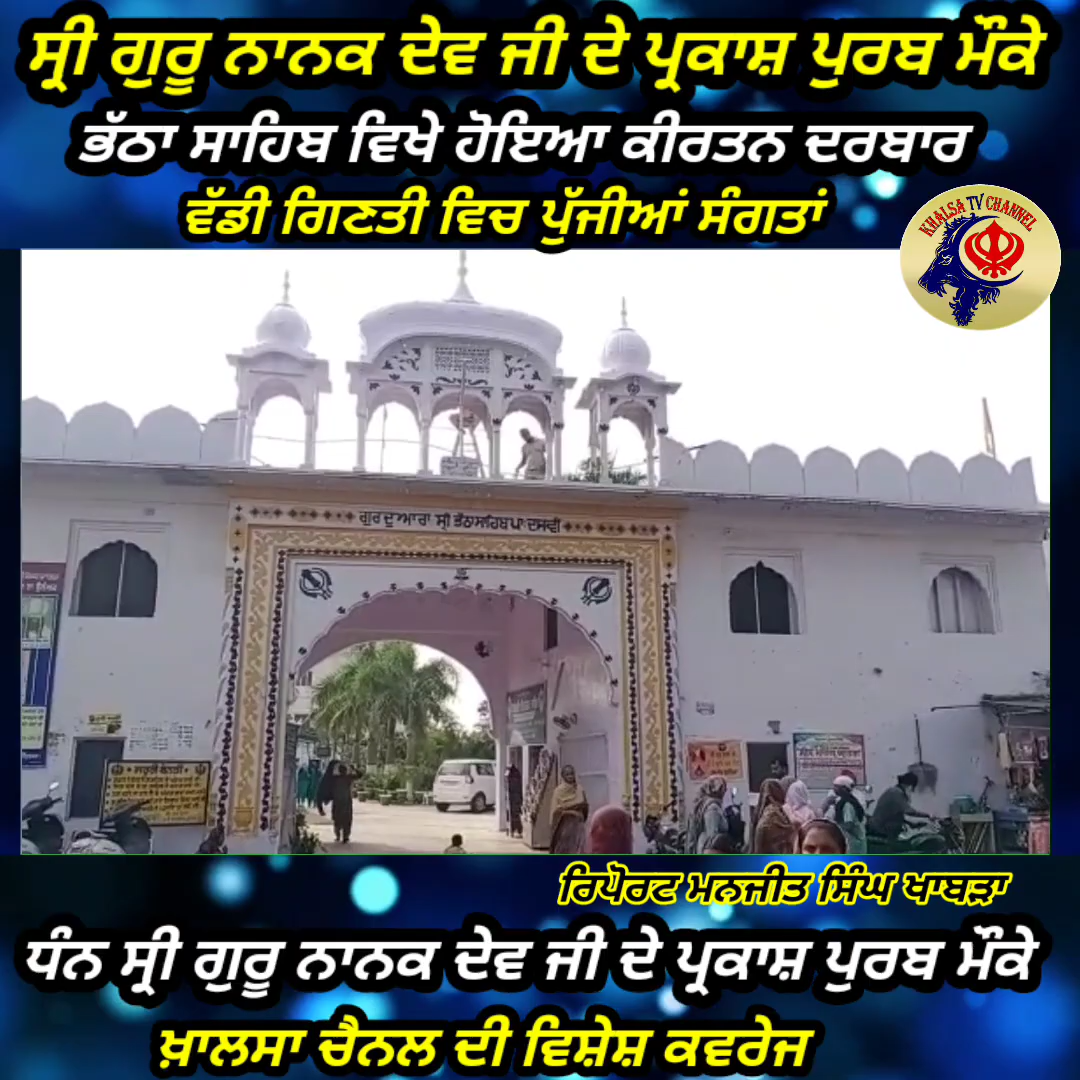 ਸ੍ਰੀ ਗੁਰੂ ਨਾਨਕ ਦੇਵ ਜੀ ਦੇ ਪ੍ਰਕਾਸ਼ ਪੁਰਬ ਮੌਕੇ
ਭੱਠਾ ਸਾਹਿਬ ਵਿਖੇ ਹੋਇਆ ਕੀਰਤਨ ਦਰਬਾਰ
ਵੱਡੀ ਗਿਣਤੀ ਵਿਚ ਪੁੱਜੀਆਂ ਸੰਗਤਾਂ
KHALSA TV CHANNEL
ਗੁਰਦੁਆਰਾ ਸ੍ਰੀ ਭੱਠਾਸਾਹਿਬ ਪਾ: ਦਸਵੀਂ
ਰਿਪੋਰਟ ਮਨਜੀਤ ਸਿੰਘ ਖਾਬੜਾ
ਧੰਨ ਸ੍ਰੀ ਗੁਰੂ ਨਾਨਕ ਦੇਵ ਜੀ ਦੇ ਪ੍ਰਕਾਸ਼ ਪੁਰਬ ਮੌਕੇ
ਖ਼ਾਲਸਾ ਚੈਨਲ ਦੀ ਵਿਸ਼ੇਸ਼ ਕਵਰੇਜ